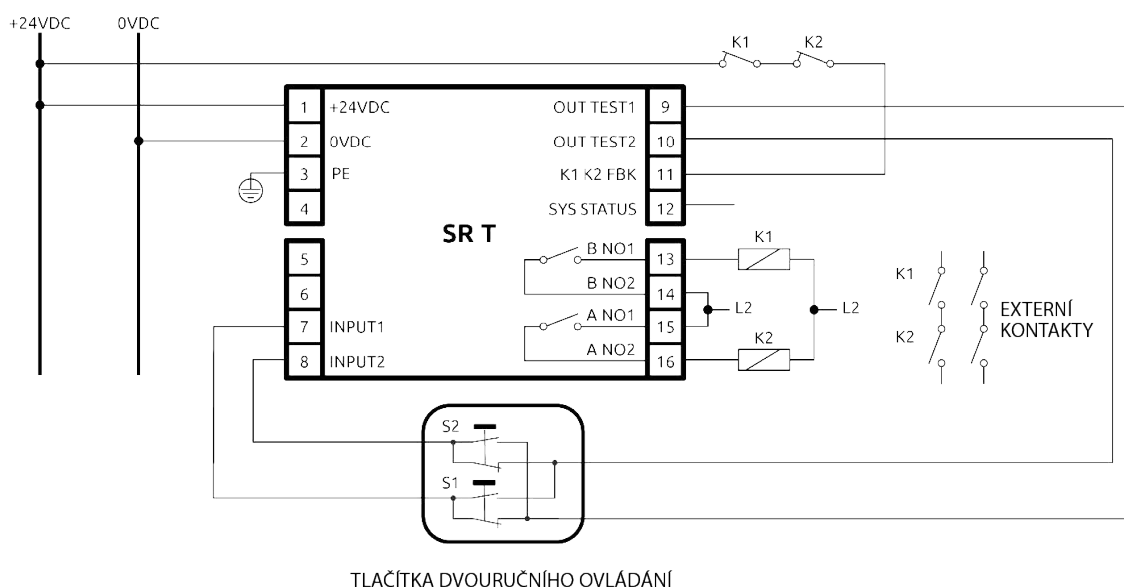 +24VDC 0VDC
K1 K2
1 +24VDC OUT TEST1 9
2 0VDC OUT TEST2 10
3 PE K1 K2 FBK 11
4 SYS STATUS 12
SR T
5 B NO1 13 K1
6 B NO2 14 L2 L2
7 INPUT1 A NO1 15
8 INPUT2 A NO2 16 K2
K1 EXTERNÍ
K2 KONTAKTY
S2
S1
TLAČÍTKA DVOURUČNÍHO OVLÁDÁNÍ